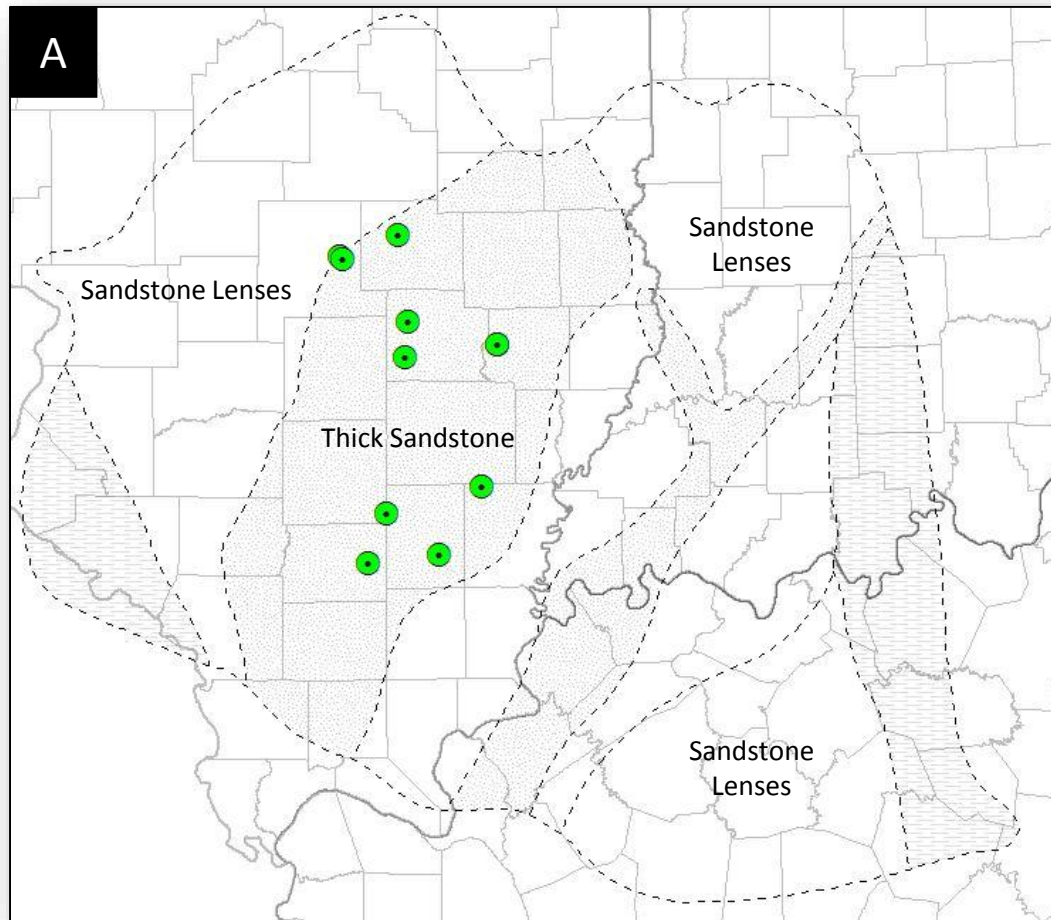 A
Sandstone
Lenses
Sandstone Lenses
Thick Sandstone
Sandstone
Lenses